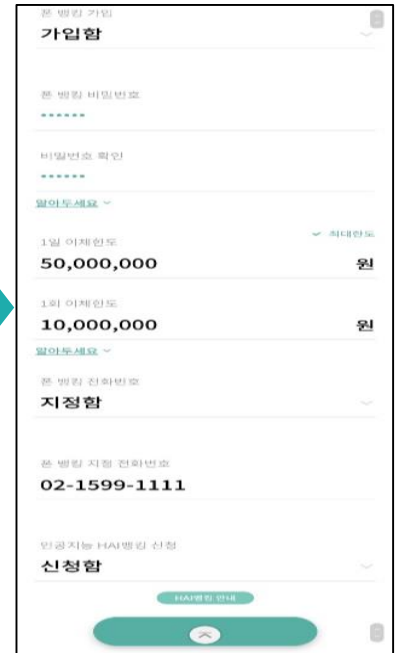 폰 뱅킹 가입
가입함
폰 뱅킹 비밀번호
••••••
비밀번호 확인
••••••
알아두세요
1일 이체한도
최대한도
50,000,000 원
1회 이체한도
10,000,000 원
알아두세요
폰 뱅킹 전화번호
지정함
폰 뱅킹 지정 전화번호
02-1599-1111
인공지능 HAI뱅킹 신청
신청함
HAI뱅킹 안내